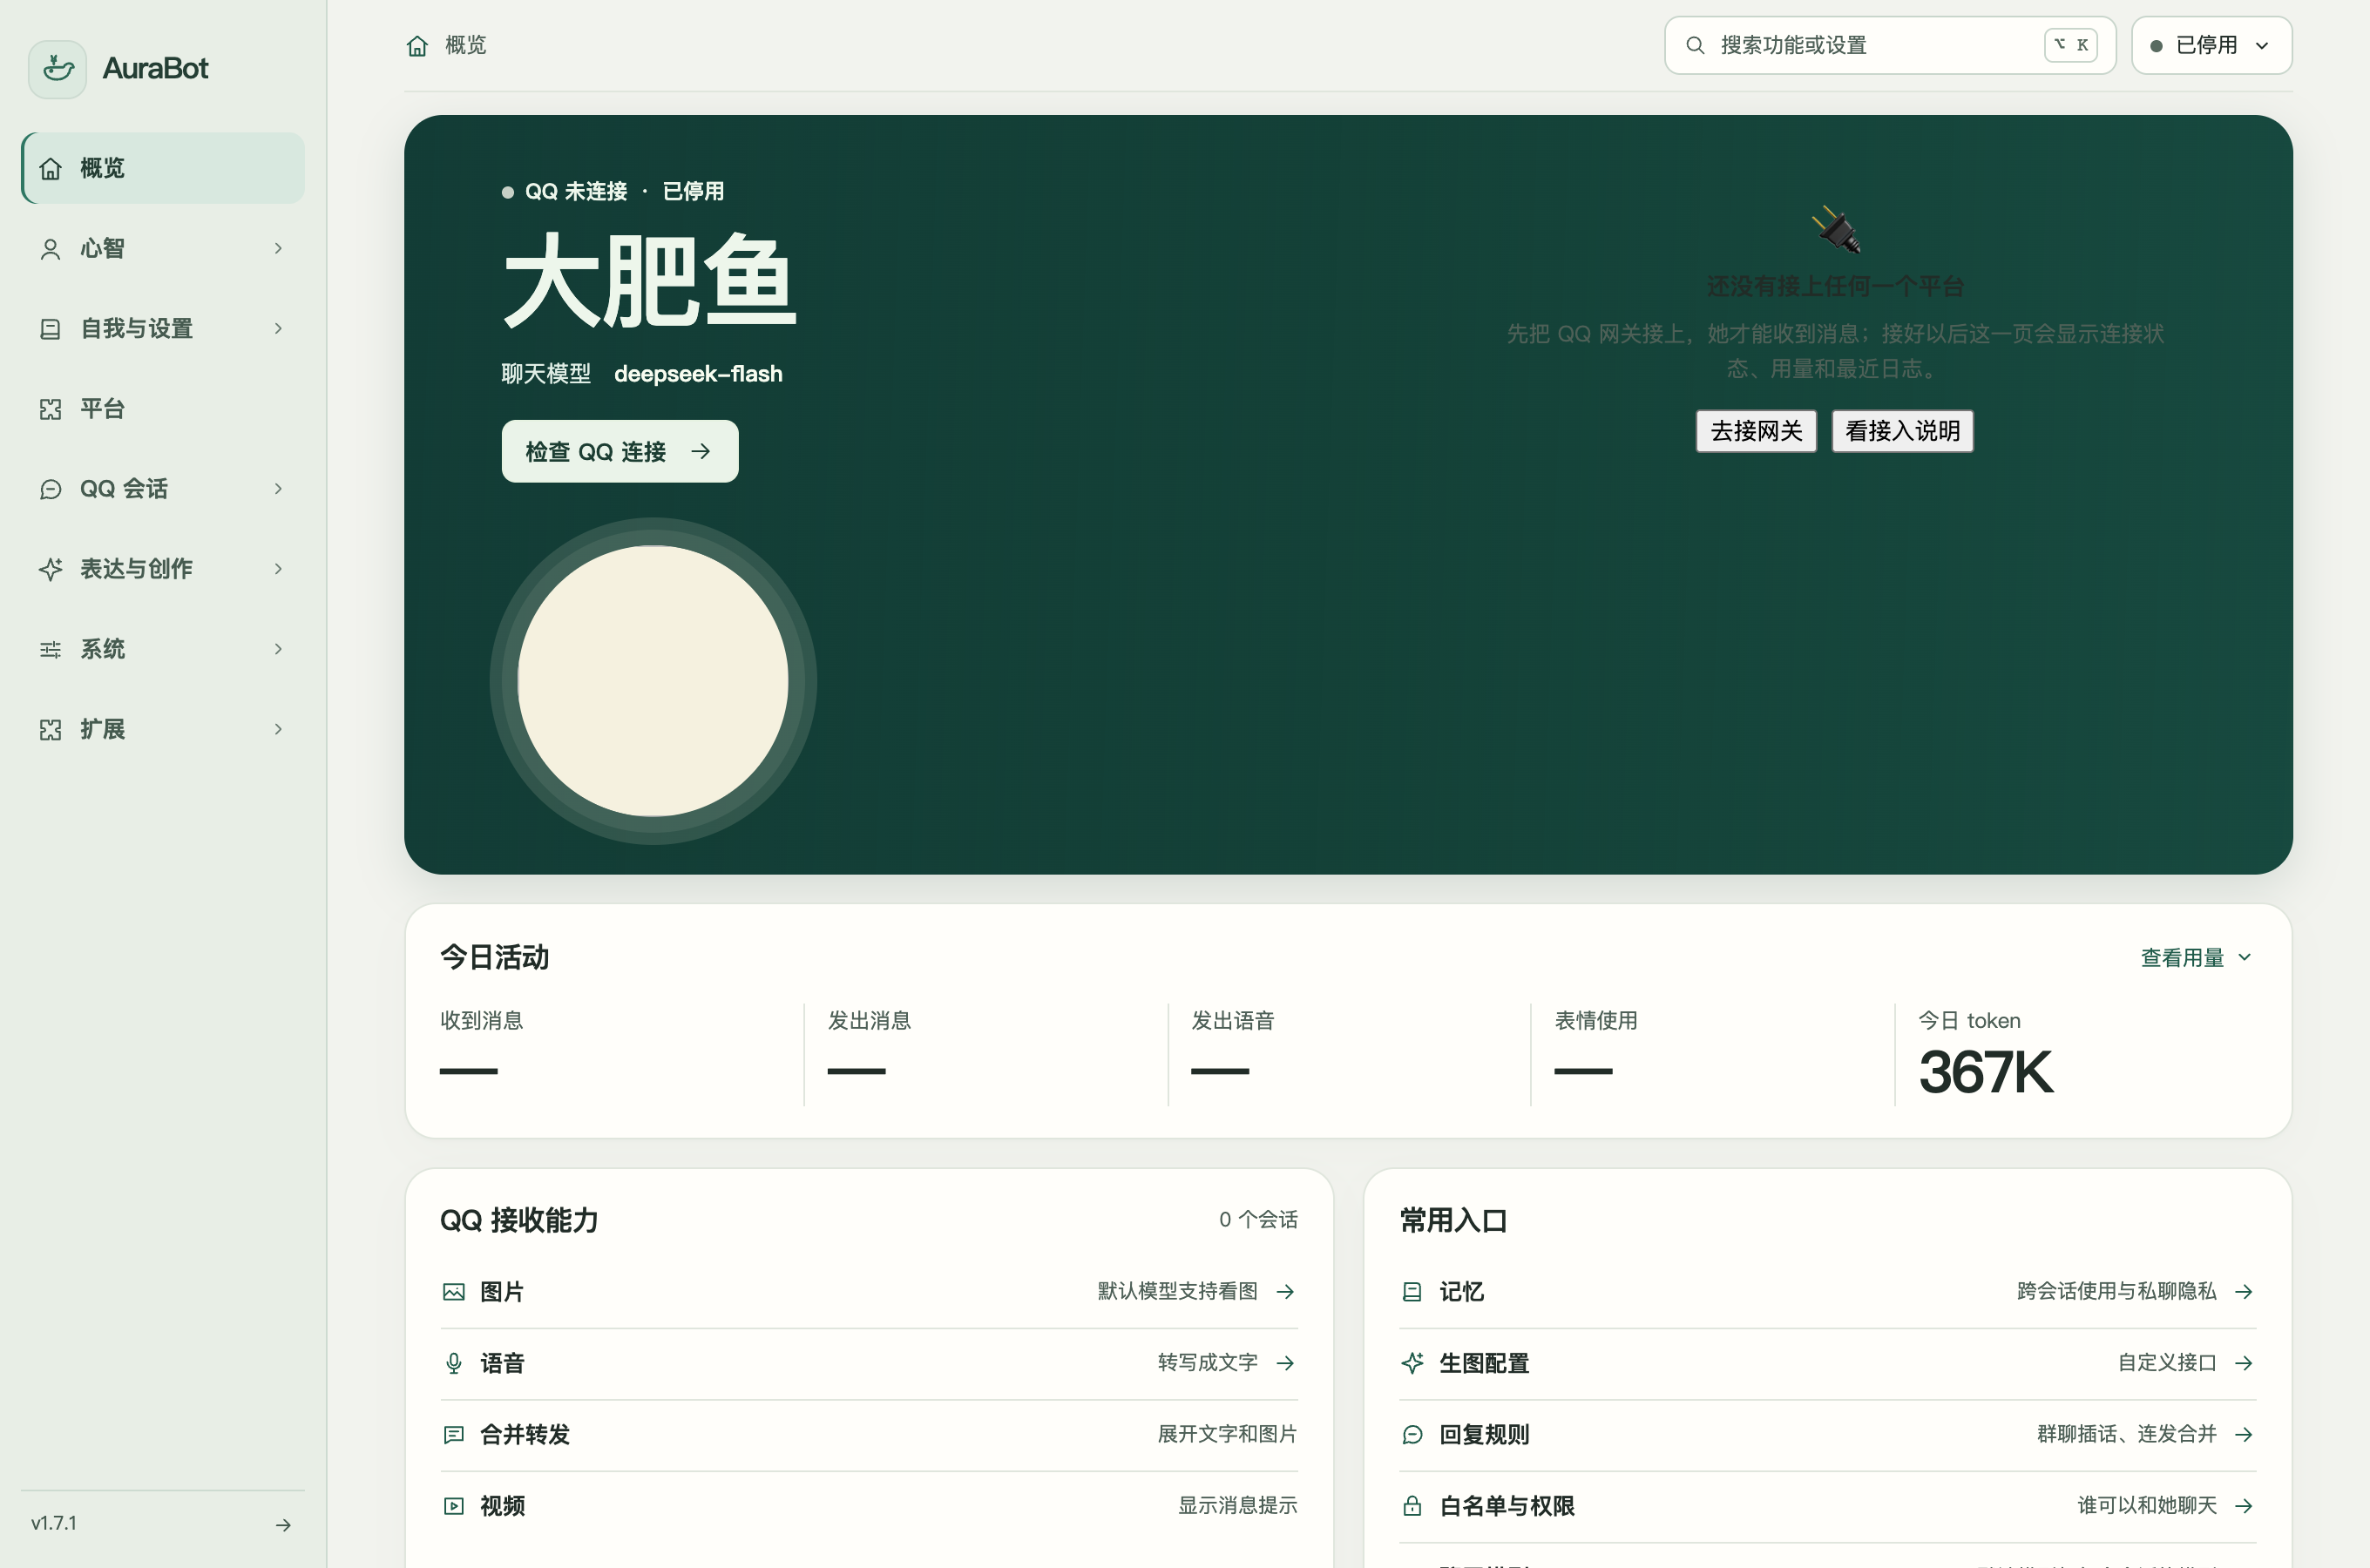 AuraBot
概览
心智
自我与设置
平台
QQ 会话
表达与创作
系统
扩展
v1.7.1
概览
搜索功能或设置
⌥ K
已停用
QQ 未连接 · 已停用
大肥鱼
聊天模型 deepseek-flash
检查 QQ 连接
还没有接上任何一个平台
先把 QQ 网关接上，她才能收到消息；接好以后这一页会显示连接状
态、用量和最近日志。
去接网关
看接入说明
今日活动
查看用量
收到消息
—
发出消息
—
发出语音
—
表情使用
—
今日 token
367K
QQ 接收能力
0 个会话
图片
默认模型支持看图
语音
转写成文字
合并转发
展开文字和图片
视频
显示消息提示
常用入口
记忆
跨会话使用与私聊隐私
生图配置
自定义接口
回复规则
群聊插话、连发合并
白名单与权限
谁可以和她聊天